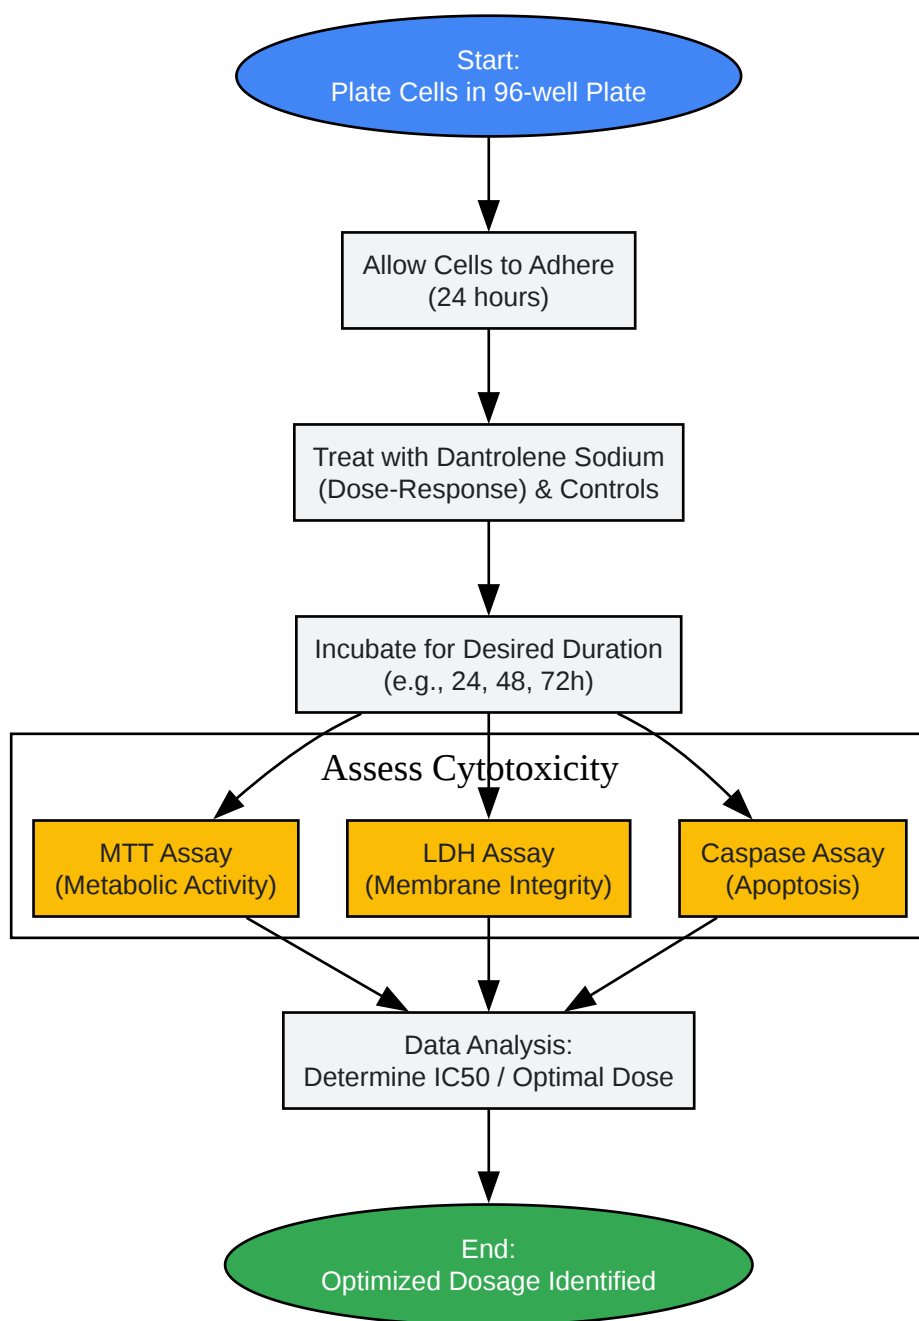 Start:
Plate Cells in 96-well Plate
Allow Cells to Adhere
(24 hours)
Treat with Dantrolene Sodium
(Dose-Response) & Controls
Incubate for Desired Duration
(e.g., 24, 48, 72h)
Assess Cytotoxicity
MTT Assay
(Metabolic Activity)
LDH Assay
(Membrane Integrity)
Caspase Assay
(Apoptosis)
Data Analysis:
Determine IC50 / Optimal Dose
End:
Optimized Dosage Identified